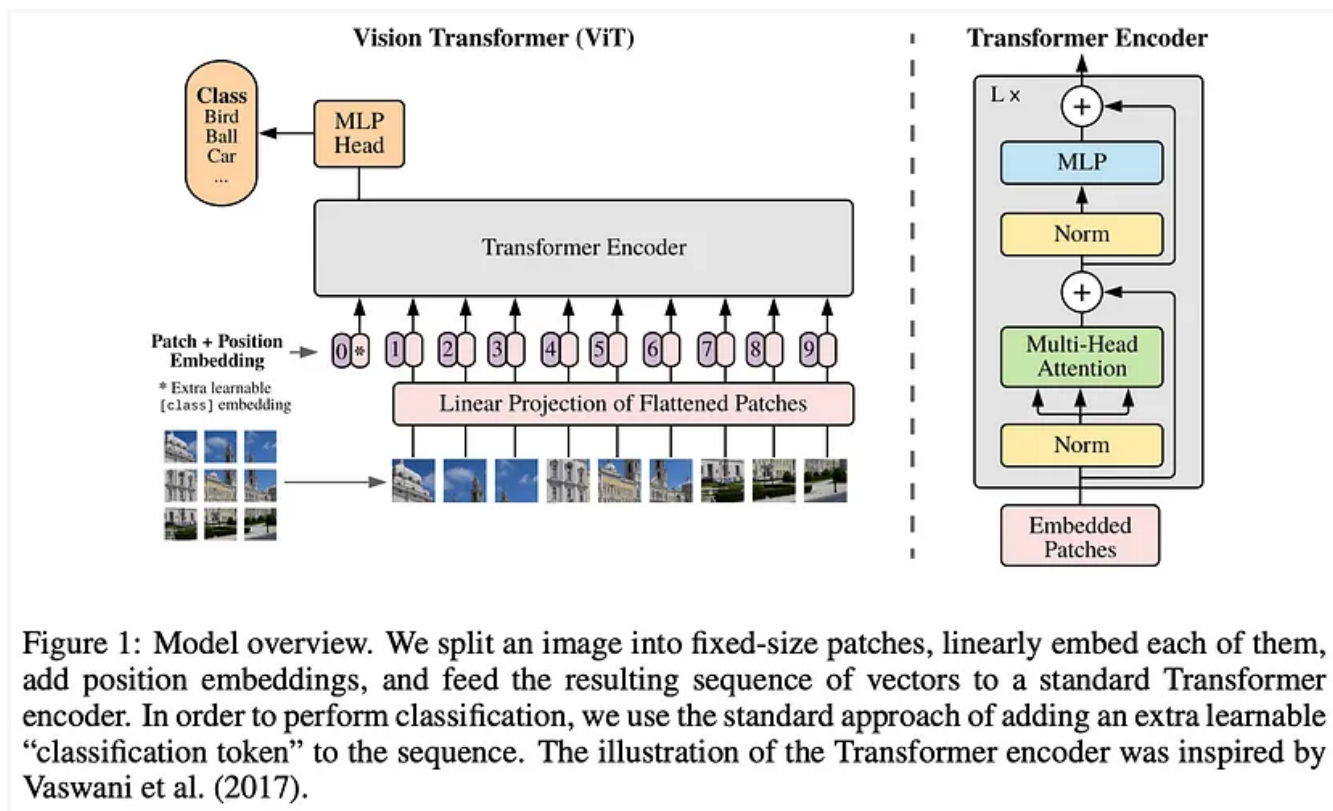 Vision Transformer (ViT)
Class
Bird
Ball
Car
...
MLP
Head
Transformer Encoder
Patch + Position
Embedding
* Extra learnable
[class] embedding
0 * 1 2 3 4 5 6 7 8 9
Linear Projection of Flattened Patches
Transformer Encoder
L x
+
MLP
Norm
+
Multi-Head
Attention
Norm
Embedded
Patches
Figure 1: Model overview. We split an image into fixed-size patches, linearly embed each of them,
add position embeddings, and feed the resulting sequence of vectors to a standard Transformer
encoder. In order to perform classification, we use the standard approach of adding an extra learnable
“classification token” to the sequence. The illustration of the Transformer encoder was inspired by
Vaswani et al. (2017).